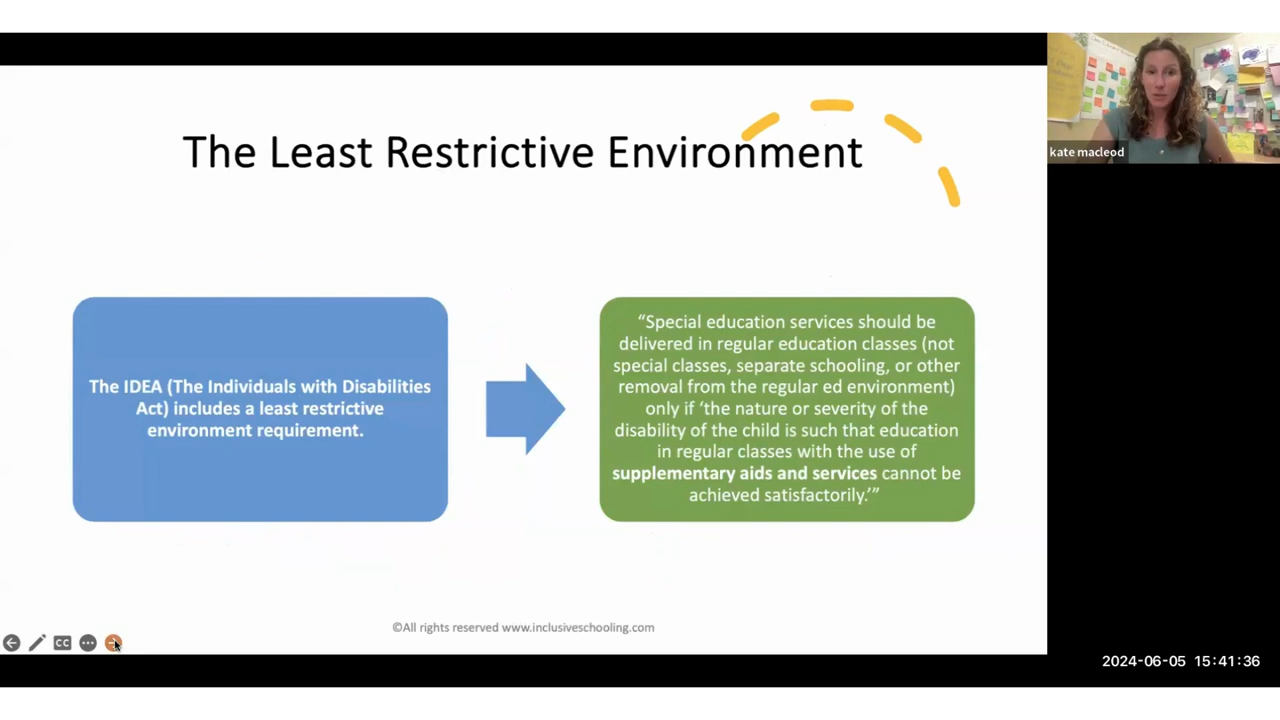 The Least Restrictive Environment
kate macleod
The IDEA (The Individuals with Disabilities
Act) includes a least restrictive
environment requirement.
“Special education services should be
delivered in regular education classes (not
special classes, separate schooling, or other
removal from the regular ed environment)
only if ‘the nature or severity of the
disability of the child is such that education
in regular classes with the use of
supplementary aids and services cannot be
achieved satisfactorily.’”
©All rights reserved www.inclusiveschooling.com
CC
2024-06-05 15:41:36